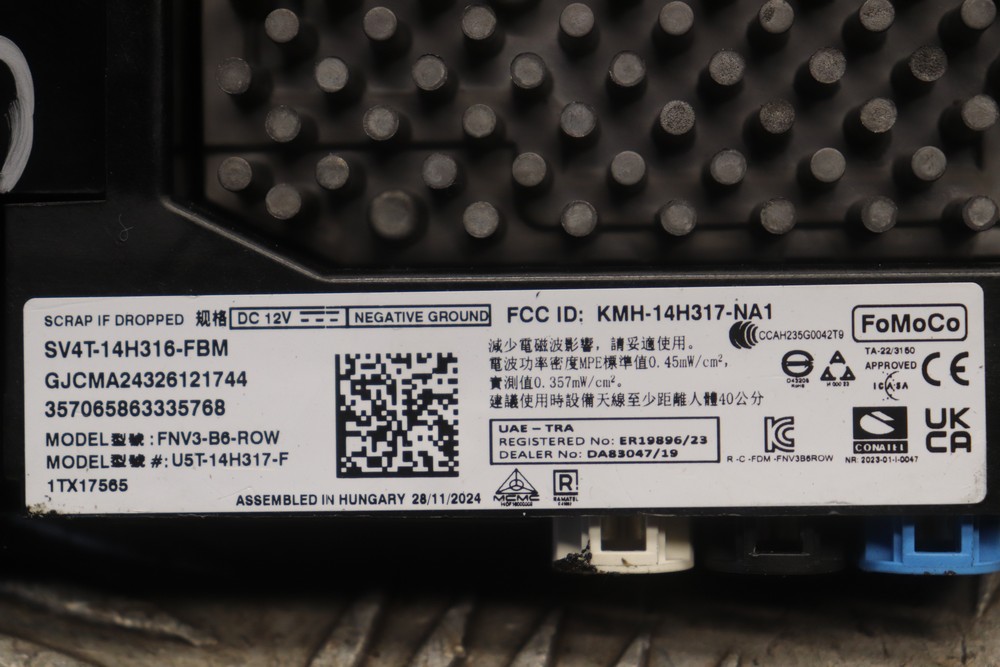 SCRAP IF DROPPED 规格 DC 12V NEGATIVE GROUND
SV4T-14H316-FBM
GJCMA24326121744
357065863335768
MODEL型號: FNV3-B6-ROW
MODEL型號 #: U5T-14H317-F
1TX17565
ASSEMBLED IN HUNGARY 28/11/2024
FCC ID: KMH-14H317-NA1
減少電磁波影響，請妥適使用。
電波功率密度MPE標準值0.45mW/cm²,
實測值0.357mW/cm²。
建議使用時設備天線至少距離人體40公分
UAE – TRA
REGISTERED No: ER19896/23
DEALER No: DA83047/19
MCMC
RAMATEL
CCAH235G0042T9
FoMoCo
TA-22/3150
APPROVED
ICASA
CE
R-C-FDM-FNV3B6ROW
CONATEL
NR: 2023-01-I-0047
UK
CA